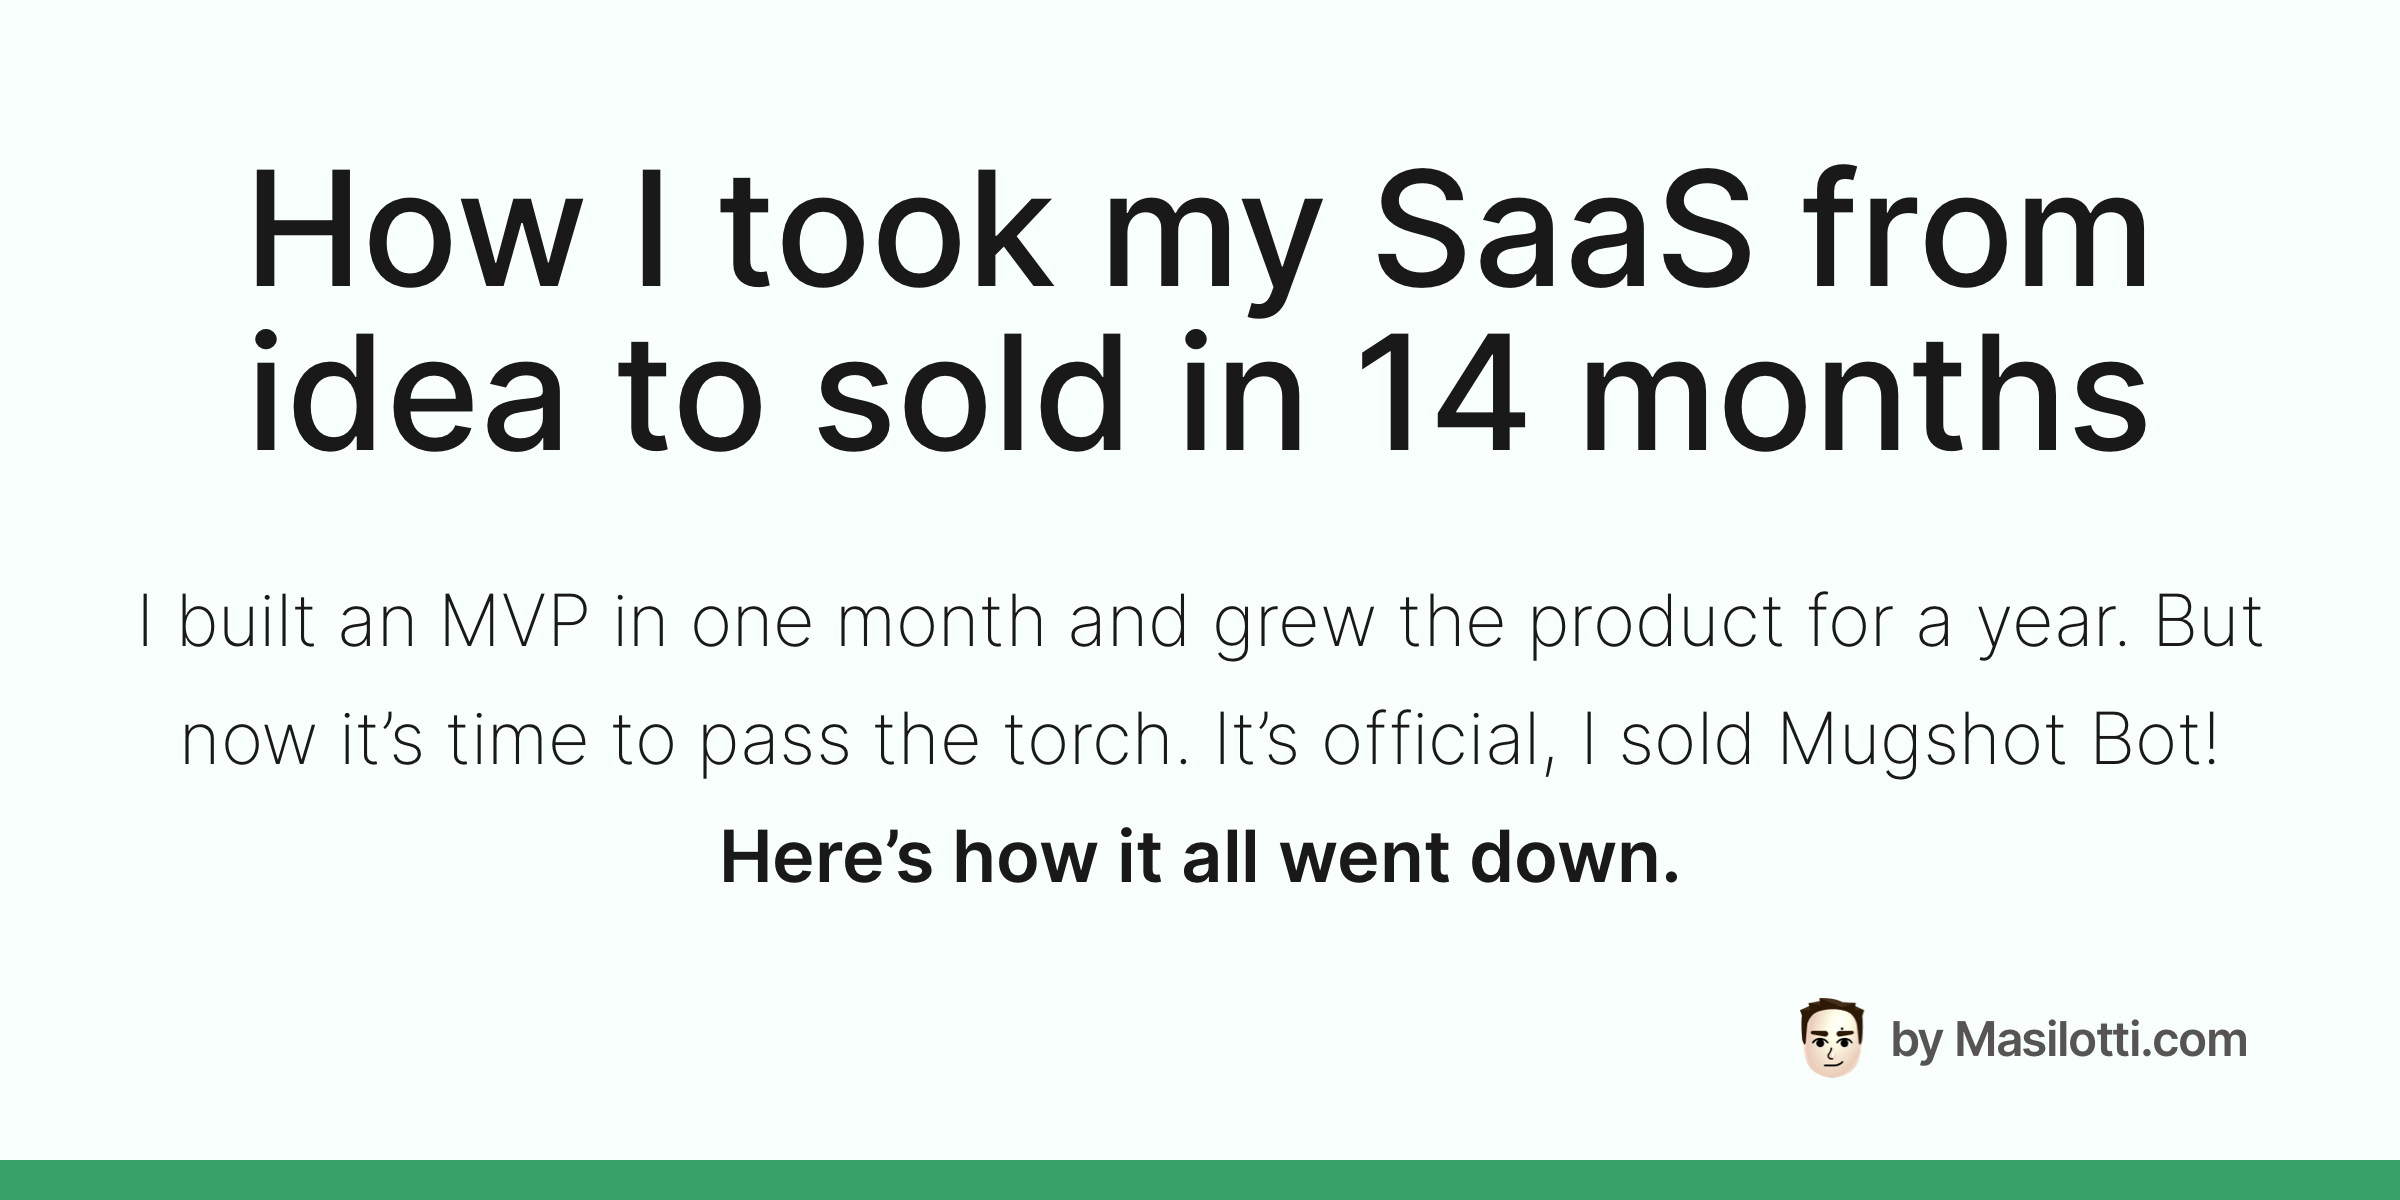 How I took my SaaS from
idea to sold in 14 months
I built an MVP in one month and grew the product for a year. But
now it’s time to pass the torch. It’s official, I sold Mugshot Bot!
Here’s how it all went down.
by Masilotti.com